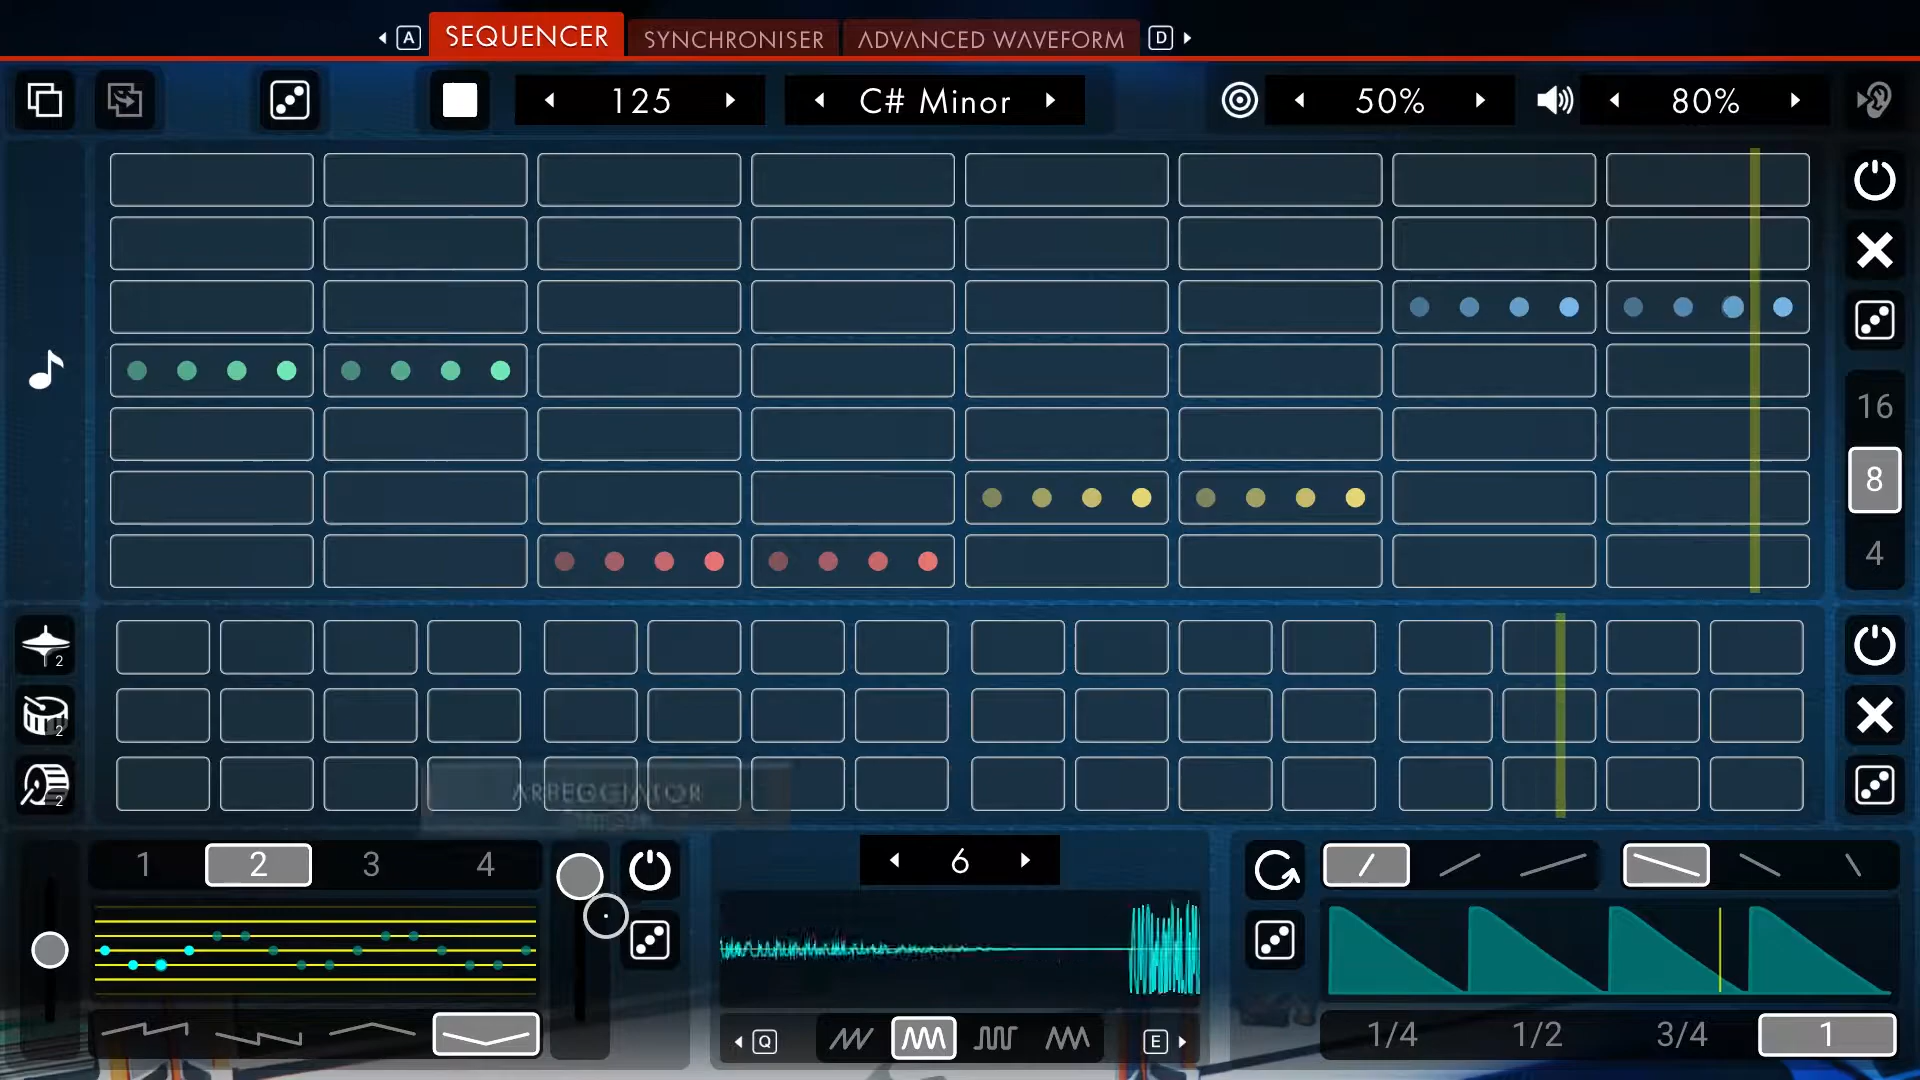 A SEQUENCER SYNCHRONISER ADVANCED WAVEFORM D
125 C# Minor 50% 80%
16
8
4
2
2
2
ARPEGGIATOR
1 2 3 4
6
Q E
1/4 1/2 3/4 1